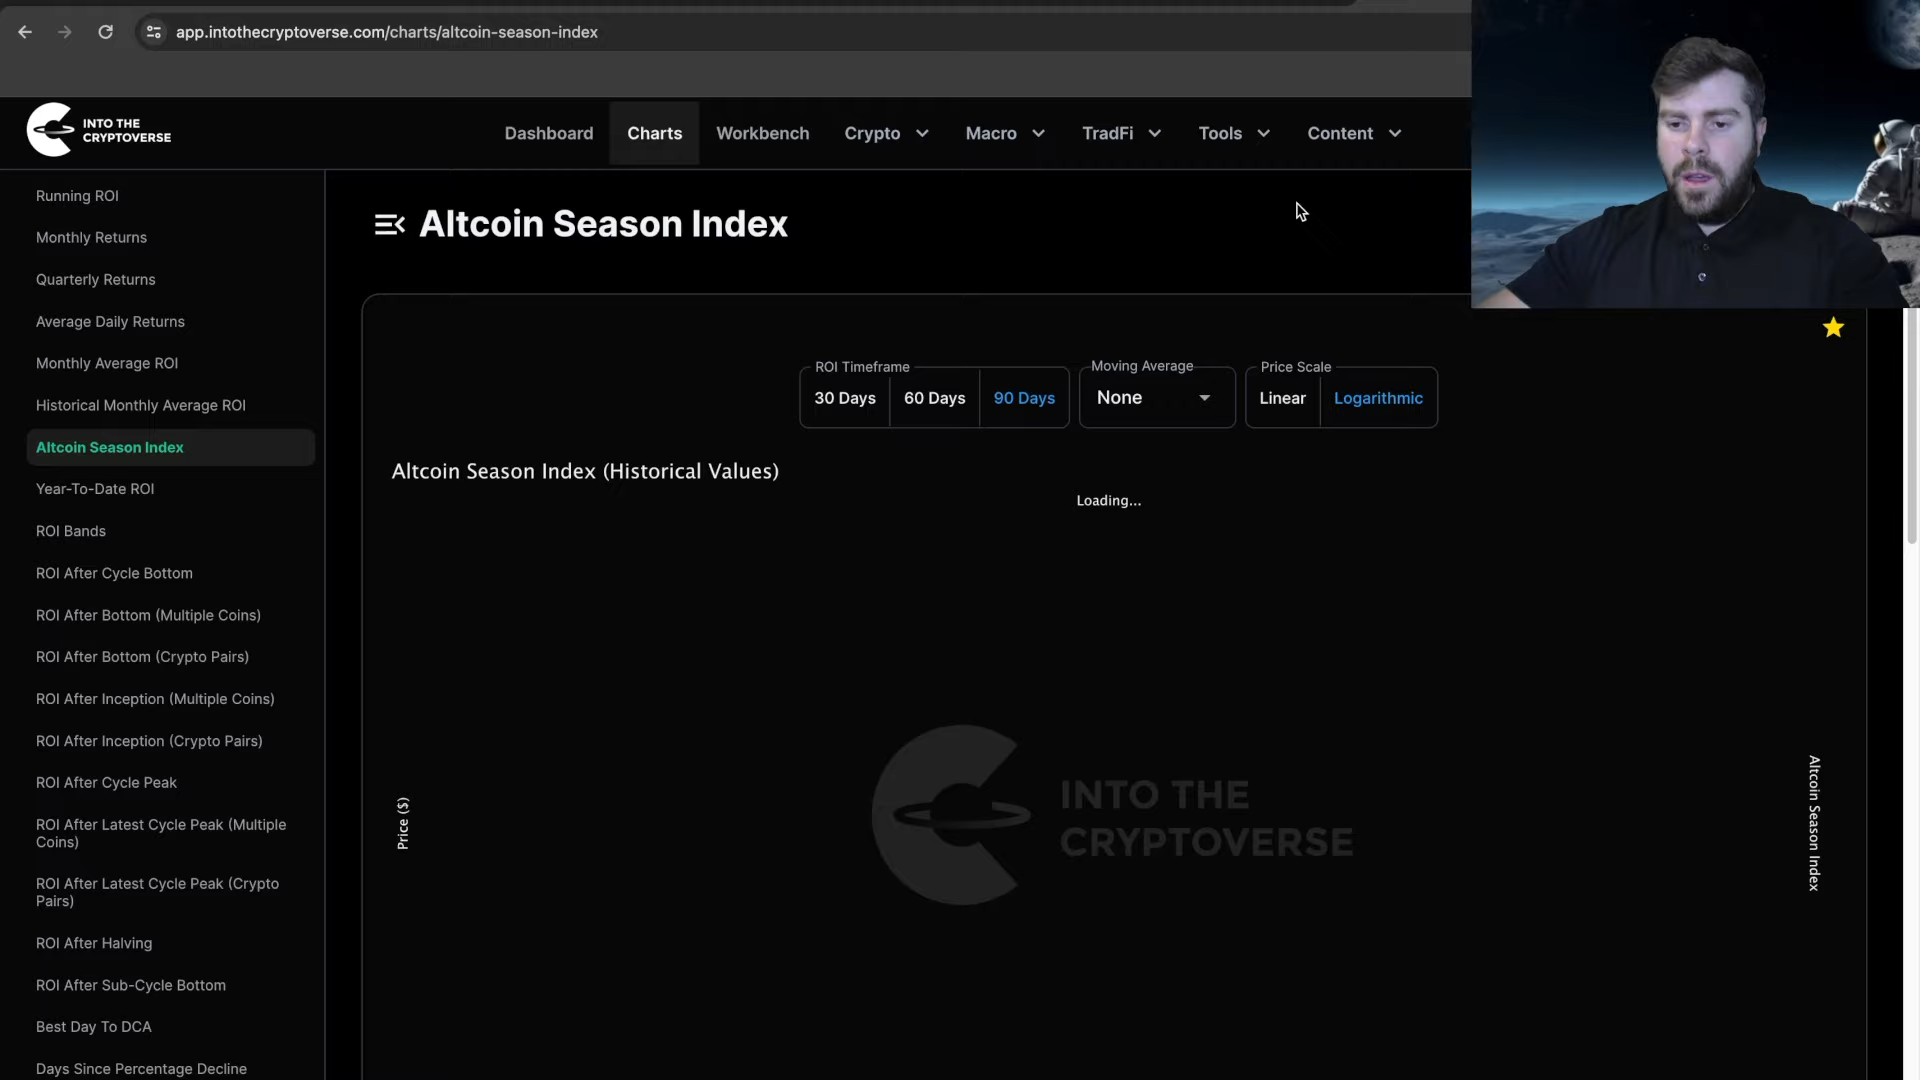 app.intothecryptoverse.com/charts/altcoin-season-index
INTO THE
CRYPTOVERSE
Dashboard
Charts
Workbench
Crypto
Macro
TradFi
Tools
Content
Running ROI
Monthly Returns
Quarterly Returns
Average Daily Returns
Monthly Average ROI
Historical Monthly Average ROI
Altcoin Season Index
Year-To-Date ROI
ROI Bands
ROI After Cycle Bottom
ROI After Bottom (Multiple Coins)
ROI After Bottom (Crypto Pairs)
ROI After Inception (Multiple Coins)
ROI After Inception (Crypto Pairs)
ROI After Cycle Peak
ROI After Latest Cycle Peak (Multiple
Coins)
ROI After Latest Cycle Peak (Crypto
Pairs)
ROI After Halving
ROI After Sub-Cycle Bottom
Best Day To DCA
Days Since Percentage Decline
Altcoin Season Index
ROI Timeframe
30 Days
60 Days
90 Days
Moving Average
None
Price Scale
Linear
Logarithmic
Altcoin Season Index (Historical Values)
Loading...
Price ($)
INTO THE
CRYPTOVERSE
Altcoin Season Index